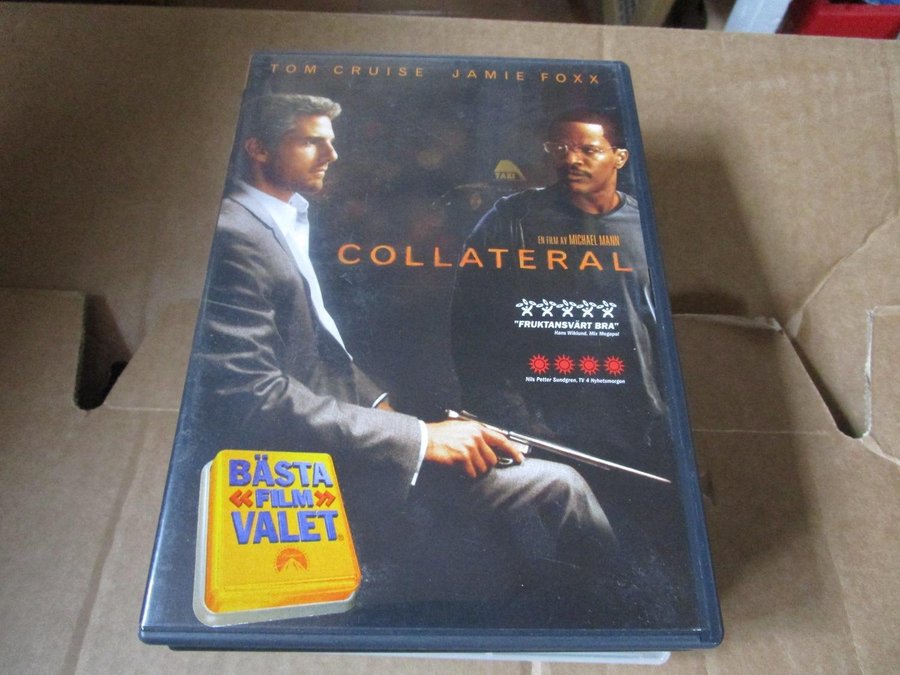 TOM CRUISE JAMIE FOXX
TAXI
EN FILM AV MICHAEL MANN
COLLATERAL
"FRUKTANSVÄRT BRA"
Hans Wiklund, Mix Megapol
Nils Petter Sundgren, TV 4 Nyhetsmorgon
BÄSTA
«FILM»
VALET®